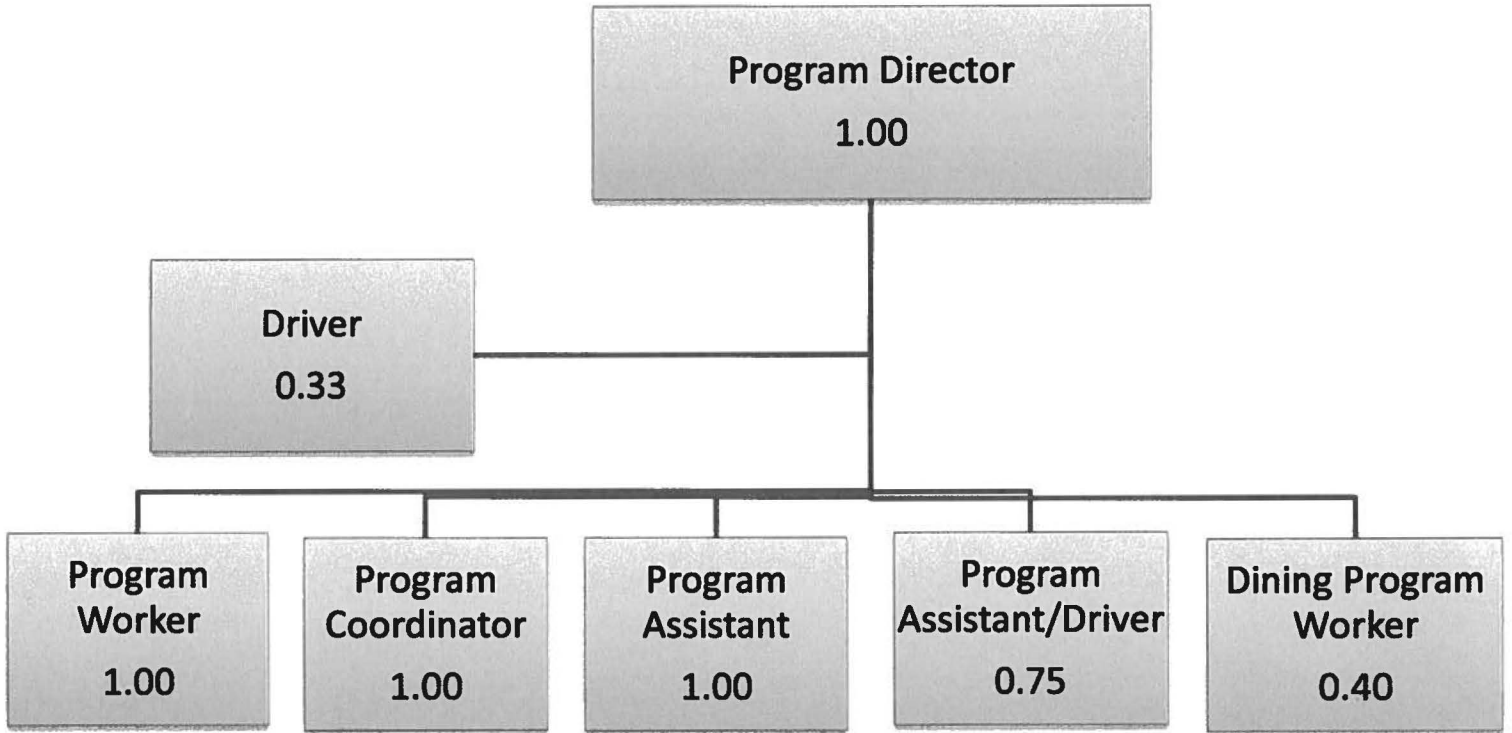 Program Director
1.00
Driver
0.33
Program
Worker
1.00
Program
Coordinator
1.00
Program
Assistant
1.00
Program
Assistant/Driver
0.75
Dining Program
Worker
0.40